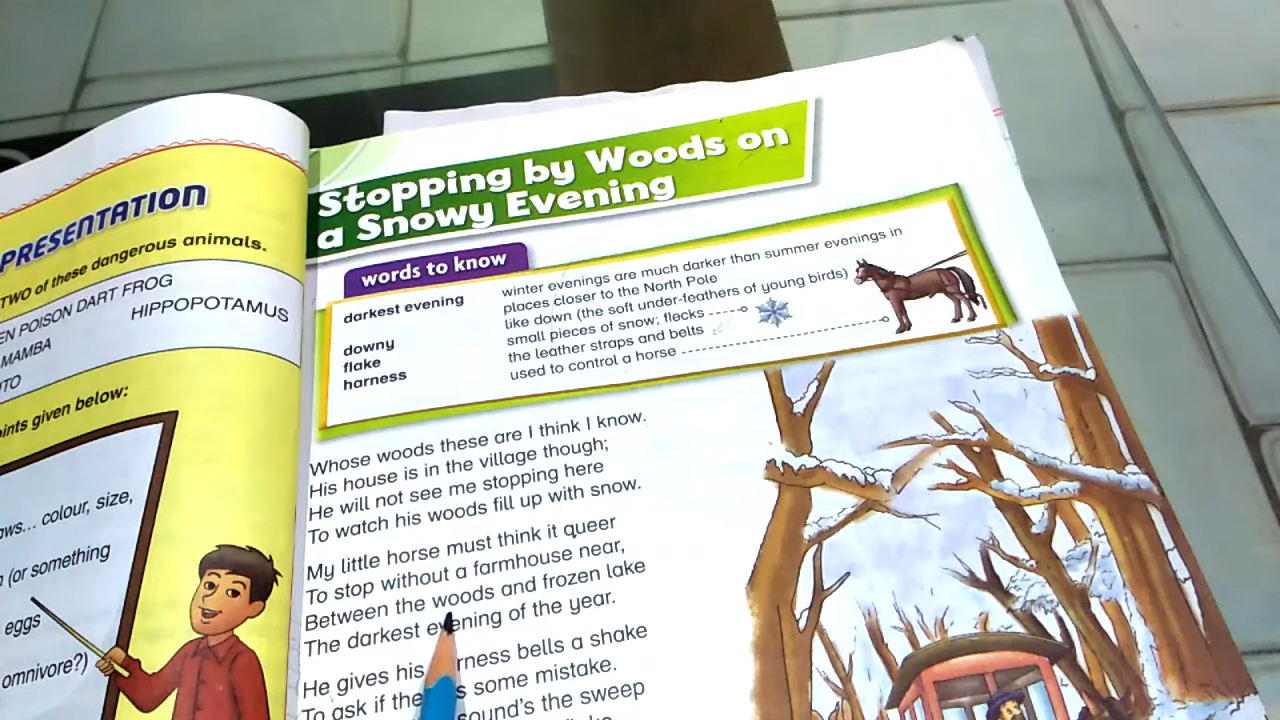 PRESENTATION
TWO of these dangerous animals.
POISON DART FROG
HIPPOPOTAMUS
MAMBA
given below:
colour, size,
(or something
eggs
omnivore?)
Stopping by Woods on
a Snowy Evening
words to know
darkest evening winter evenings are much darker than summer evenings in
places closer to the North Pole
downy like down (the soft under-feathers of young birds)
flake small pieces of snow; flecks
harness the leather straps and belts
used to control a horse
Whose woods these are I think I know.
His house is in the village though;
He will not see me stopping here
To watch his woods fill up with snow.
My little horse must think it queer
To stop without a farmhouse near,
Between the woods and frozen lake
The darkest evening of the year.
He gives his bells a shake
To ask if some mistake.
sound's the sweep